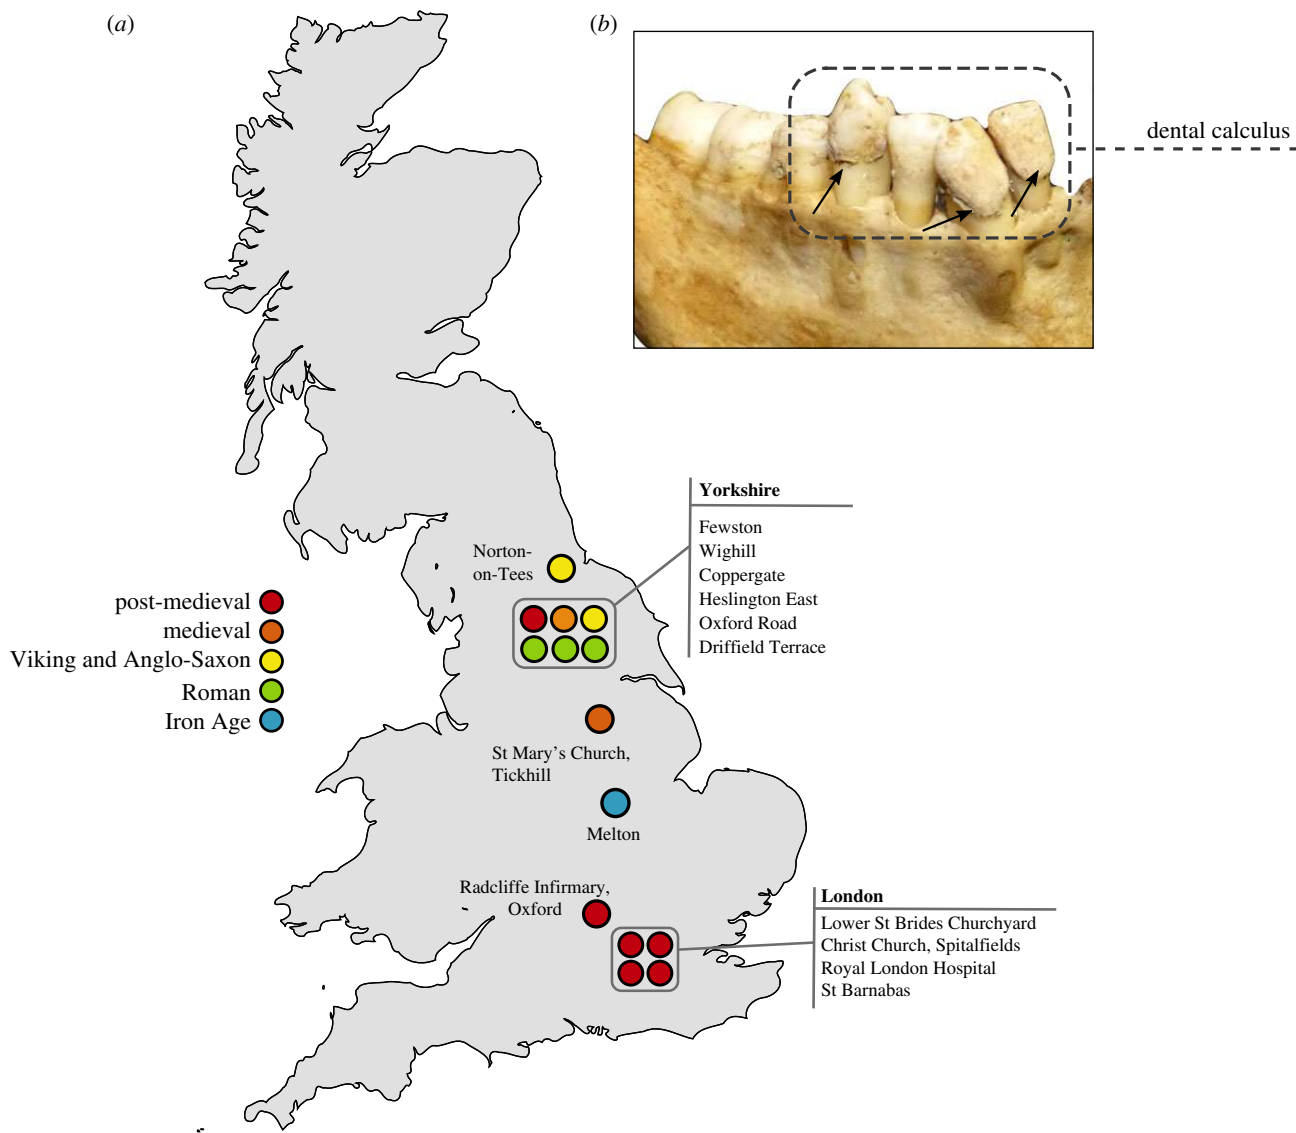 (a)
(b)
dental calculus
Yorkshire
Fewston
Wighill
Coppergate
Heslington East
Oxford Road
Driffield Terrace
Norton-
on-Tees
post-medieval
medieval
Viking and Anglo-Saxon
Roman
Iron Age
St Mary's Church,
Tickhill
Melton
Radcliffe Infirmary,
Oxford
London
Lower St Brides Churchyard
Christ Church, Spitalfields
Royal London Hospital
St Barnabas